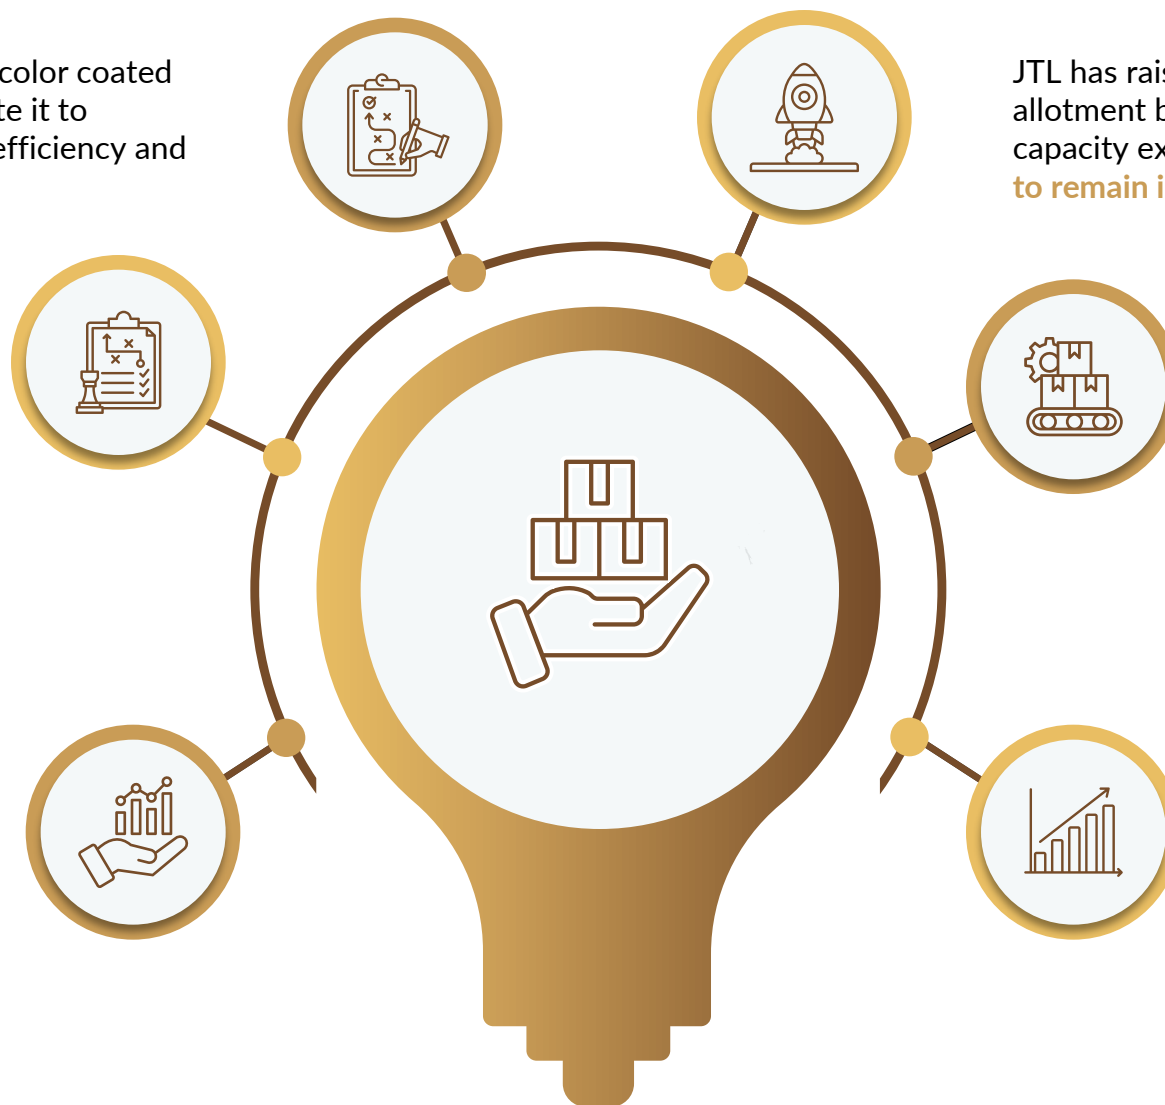 color coated
te it to
efficiency and
JTL has rais
allotment b
capacity ex
to remain i